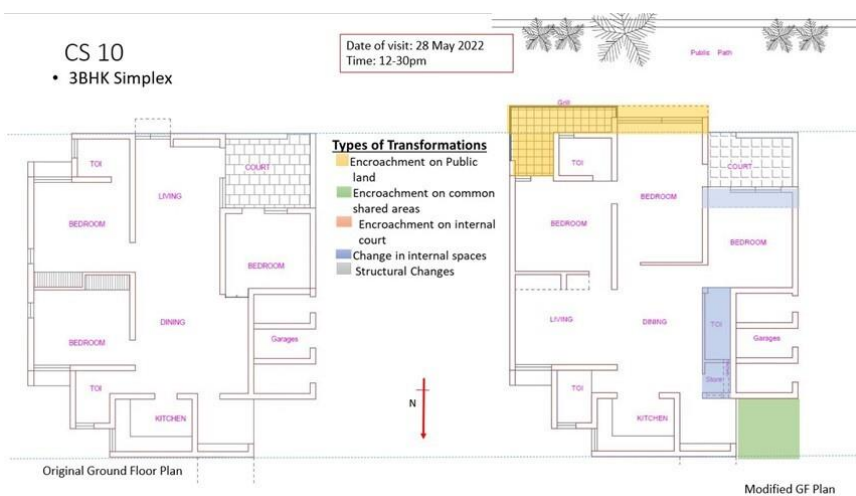 CS 10
• 3BHK Simplex
Date of visit: 28 May 2022
Time: 12-30pm
Public Path
Grill
Types of Transformations
Encroachment on Public
land
Encroachment on common
shared areas
Encroachment on internal
court
Change in internal spaces
Structural Changes
TOI
LIVING
COURT
BEDROOM
BEDROOM
DINING
BEDROOM
Garages
TOI
KITCHEN
Original Ground Floor Plan
N
TOI
BEDROOM
COURT
BEDROOM
BEDROOM
LIVING
DINING
TOI
Garages
Store
TOI
KITCHEN
Modified GF Plan